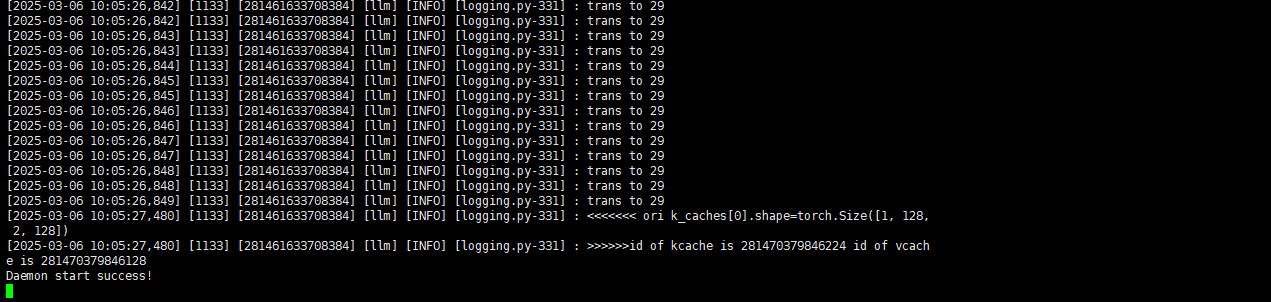 [2025-03-06 10:05:26,842] [1133] [281461633708384] [llm] [INFO] [logging.py-331] : trans to 29
[2025-03-06 10:05:26,842] [1133] [281461633708384] [llm] [INFO] [logging.py-331] : trans to 29
[2025-03-06 10:05:26,843] [1133] [281461633708384] [llm] [INFO] [logging.py-331] : trans to 29
[2025-03-06 10:05:26,843] [1133] [281461633708384] [llm] [INFO] [logging.py-331] : trans to 29
[2025-03-06 10:05:26,844] [1133] [281461633708384] [llm] [INFO] [logging.py-331] : trans to 29
[2025-03-06 10:05:26,845] [1133] [281461633708384] [llm] [INFO] [logging.py-331] : trans to 29
[2025-03-06 10:05:26,845] [1133] [281461633708384] [llm] [INFO] [logging.py-331] : trans to 29
[2025-03-06 10:05:26,846] [1133] [281461633708384] [llm] [INFO] [logging.py-331] : trans to 29
[2025-03-06 10:05:26,846] [1133] [281461633708384] [llm] [INFO] [logging.py-331] : trans to 29
[2025-03-06 10:05:26,847] [1133] [281461633708384] [llm] [INFO] [logging.py-331] : trans to 29
[2025-03-06 10:05:26,847] [1133] [281461633708384] [llm] [INFO] [logging.py-331] : trans to 29
[2025-03-06 10:05:26,848] [1133] [281461633708384] [llm] [INFO] [logging.py-331] : trans to 29
[2025-03-06 10:05:26,848] [1133] [281461633708384] [llm] [INFO] [logging.py-331] : trans to 29
[2025-03-06 10:05:26,849] [1133] [281461633708384] [llm] [INFO] [logging.py-331] : trans to 29
[2025-03-06 10:05:27,480] [1133] [281461633708384] [llm] [INFO] [logging.py-331] : <<<<<<< ori k_caches[0].shape=torch.Size([1, 128,
 2, 128])
[2025-03-06 10:05:27,480] [1133] [281461633708384] [llm] [INFO] [logging.py-331] : >>>>>>id of kcache is 281470379846224 id of vcach
e is 281470379846128
Daemon start success!